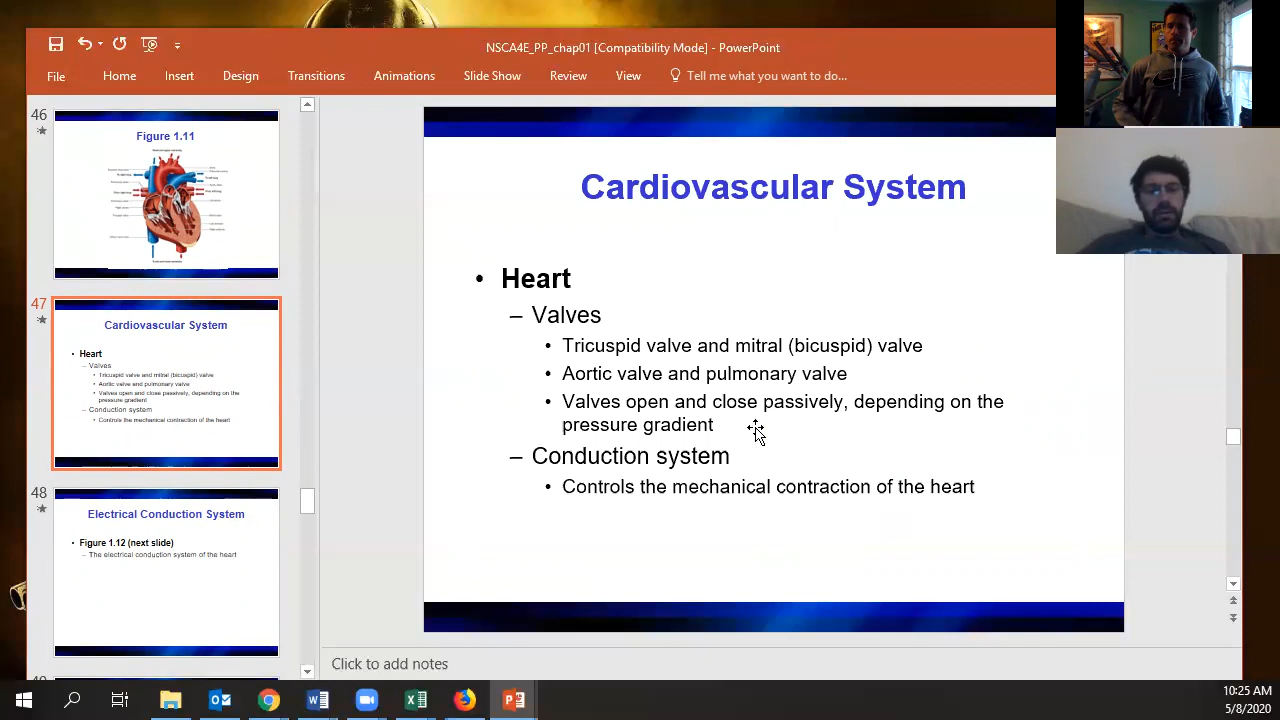 NSCA4E_PP_chap01 [Compatibility Mode] - PowerPoint
File Home Insert Design Transitions Animations Slide Show Review View Tell me what you want to do...
46
Figure 1.11
47
Cardiovascular System
• Heart
– Valves
• Tricuspid valve and mitral (bicuspid) valve
• Aortic valve and pulmonary valve
• Valves open and close passively, depending on the
pressure gradient
– Conduction system
• Controls the mechanical contraction of the heart
48
Electrical Conduction System
• Figure 1.12 (next slide)
– The electrical conduction system of the heart
Cardiovascular System
• Heart
– Valves
• Tricuspid valve and mitral (bicuspid) valve
• Aortic valve and pulmonary valve
• Valves open and close passively, depending on the
pressure gradient
– Conduction system
• Controls the mechanical contraction of the heart
Click to add notes
10:25 AM
5/8/2020